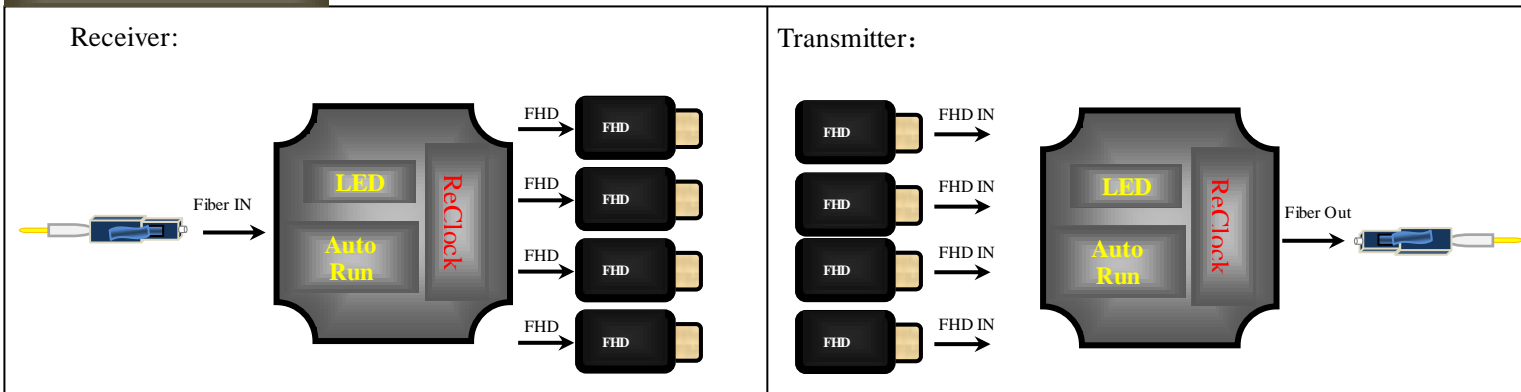 Receiver:
Fiber IN
LED
Auto
Run
ReClock
FHD
FHD
FHD
FHD
FHD
FHD
FHD
FHD
Transmitter：
FHD
FHD IN
FHD
FHD IN
FHD
FHD IN
FHD
FHD IN
LED
Auto
Run
ReClock
Fiber Out